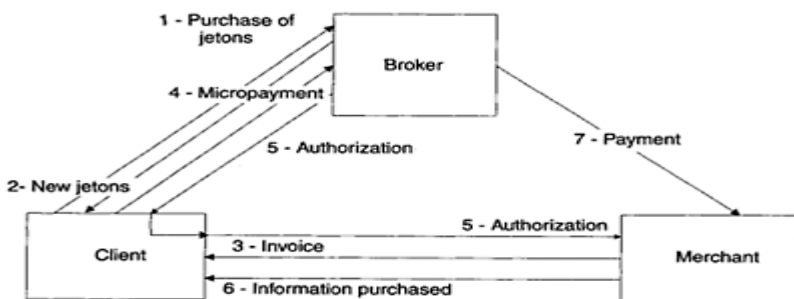 1 - Purchase of
jetons
Broker
4 - Micropayment
5 - Authorization
7 - Payment
2- New jetons
5 - Authorization
Client
3 - Invoice
Merchant
6 - Information purchased